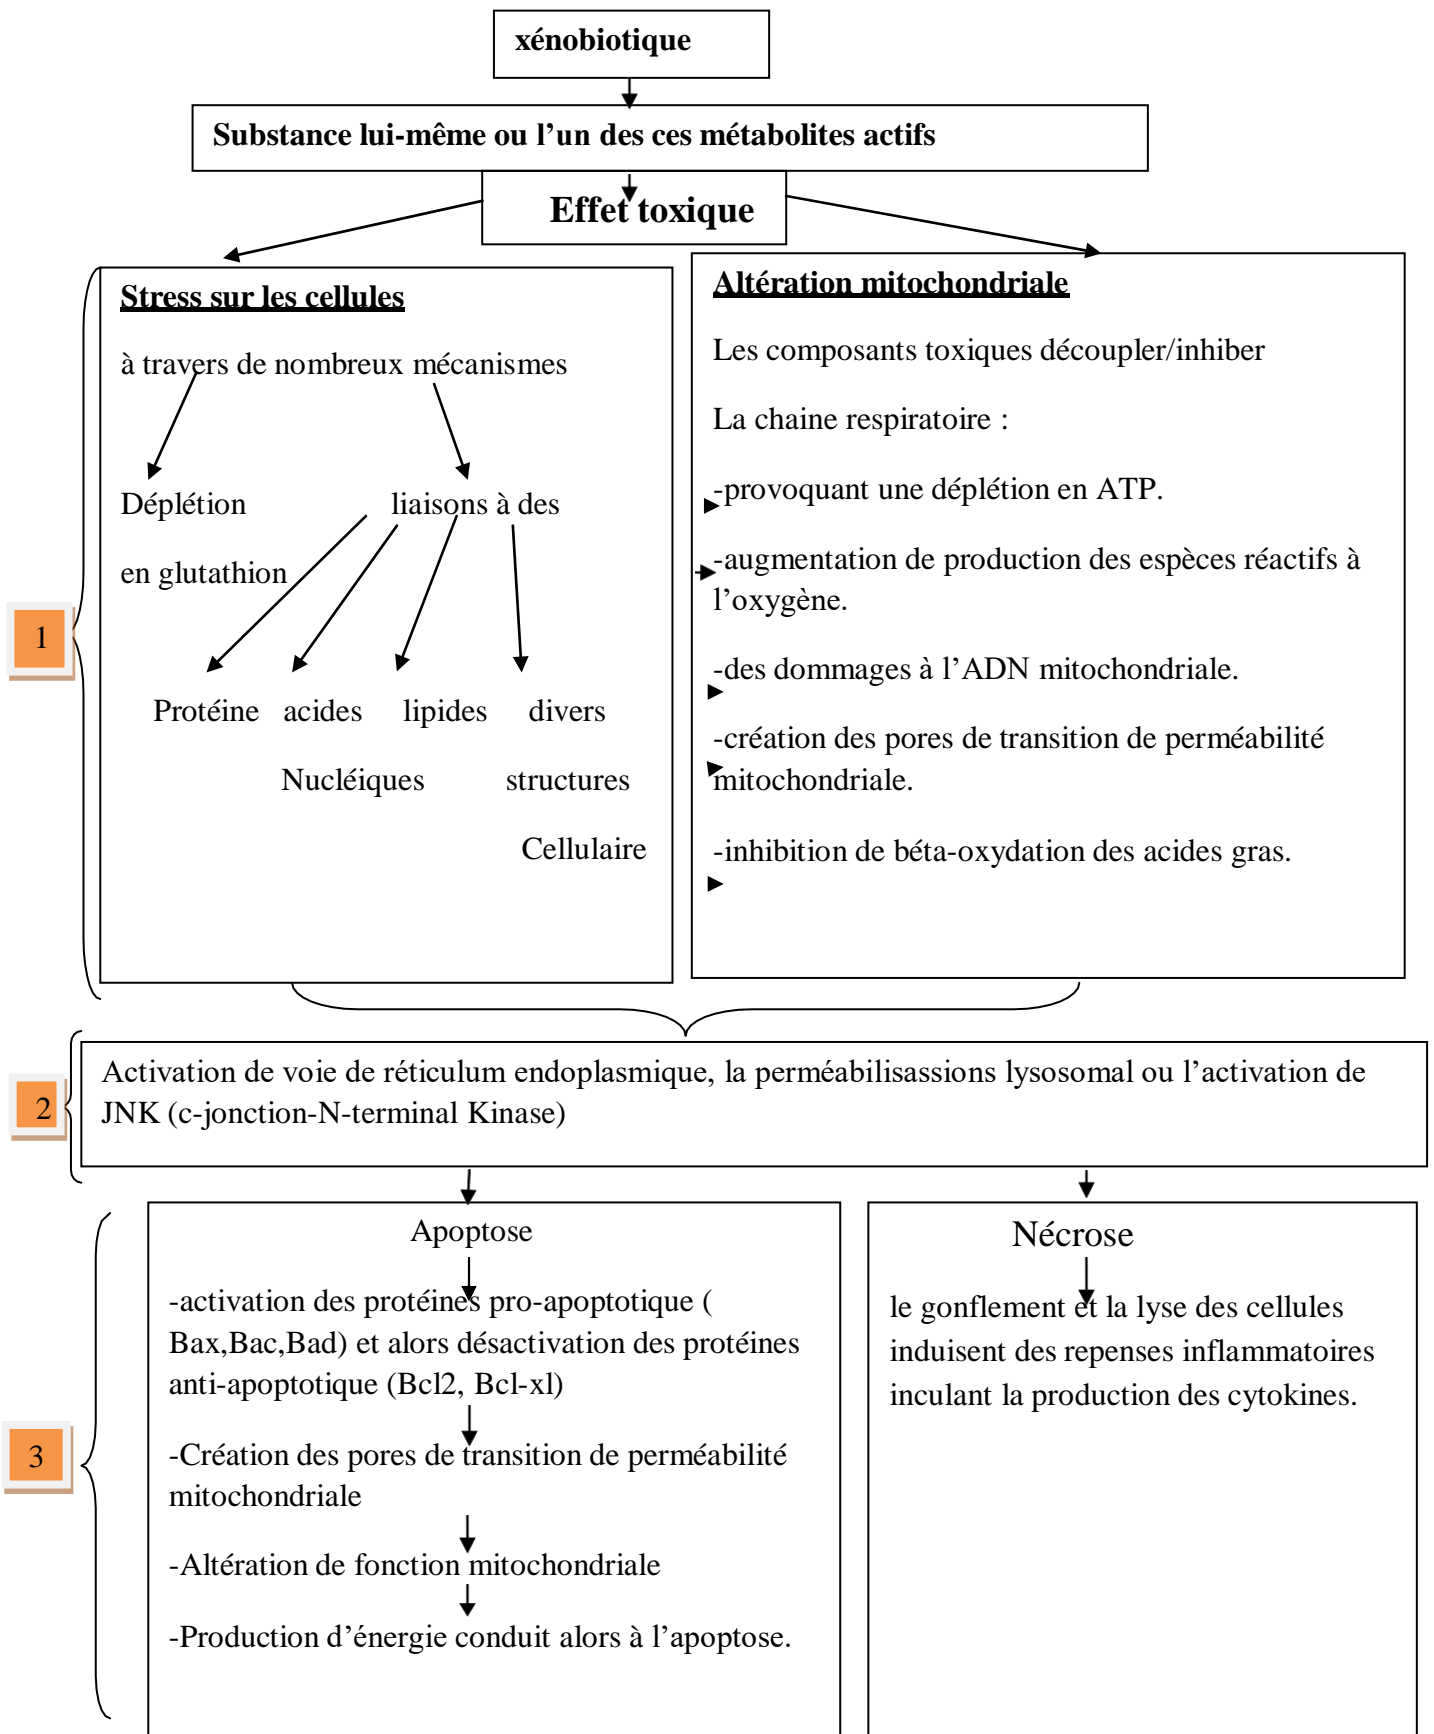 xénobiotique
Substance lui-même ou l’un des ces métabolites actifs
Effet toxique
Stress sur les cellules
à travers de nombreux mécanismes
Déplétion liaisons à des
en glutathion
1
Protéine acides lipides divers
Nucléiques structures
Cellulaire
Altération mitochondriale
Les composants toxiques découpler/inhiber
La chaine respiratoire :
-provoquant une déplétion en ATP.
-augmentation de production des espèces réactifs à
l’oxygène.
-des dommages à l’ADN mitochondriale.
-création des pores de transition de perméabilité
mitochondriale.
-inhibition de béta-oxydation des acides gras.
Activation de voie de réticulum endoplasmique, la perméabilisassions lysosomal ou l’activation de
2
JNK (c-jonction-N-terminal Kinase)
Apoptose
-activation des protéines pro-apoptotique (
Bax,Bac,Bad) et alors désactivation des protéines
anti-apoptotique (Bcl2, Bcl-xl)
3
-Création des pores de transition de perméabilité
mitochondriale
-Altération de fonction mitochondriale
-Production d’énergie conduit alors à l’apoptose.
Nécrose
le gonflement et la lyse des cellules
induisent des repenses inflammatoires
inculant la production des cytokines.